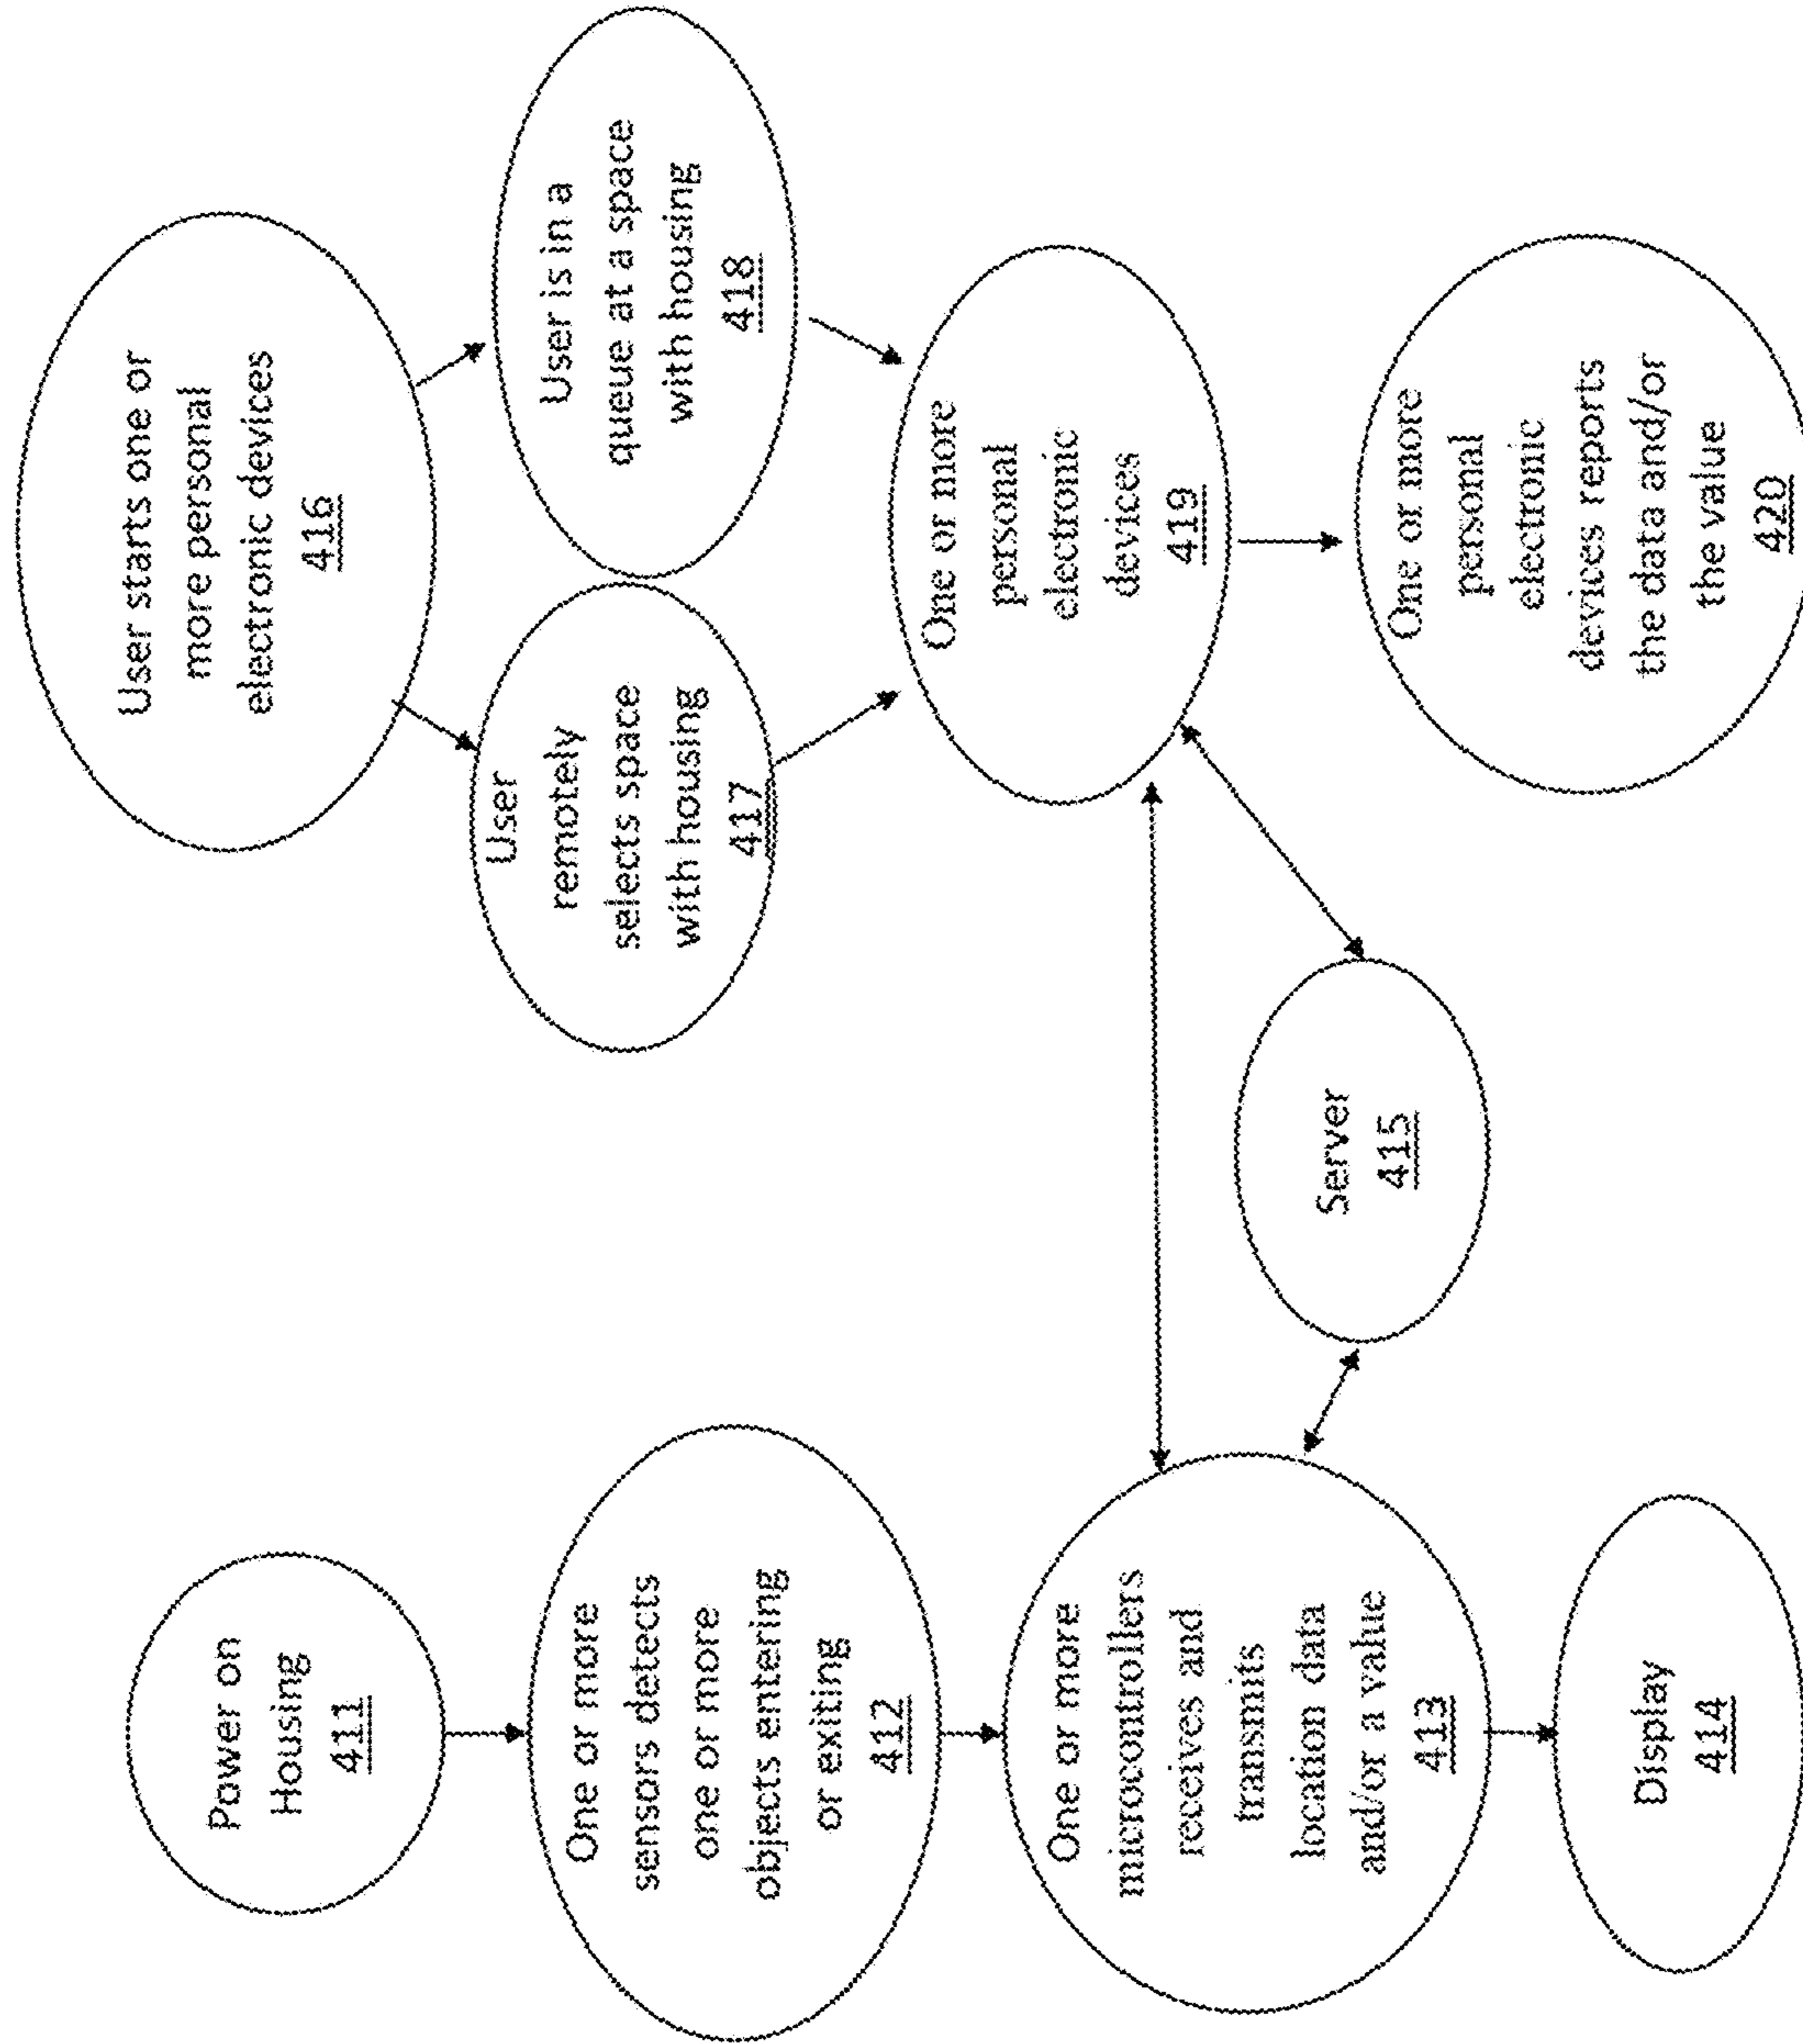 Power on
Housing
411
One or more
sensors detects
one or more
objects entering
or exiting
412
One or more
microcontrollers
receives and
transmits
location data
and/or a value
413
Display
414
Server
415
User starts one or
more personal
electronic devices
416
User
remotely
selects space
with housing
417
User is in a
queue at a space
with housing
418
One or more
personal
electronic
devices
419
One or more
personal
electronic
devices reports
the data and/or
the value
420